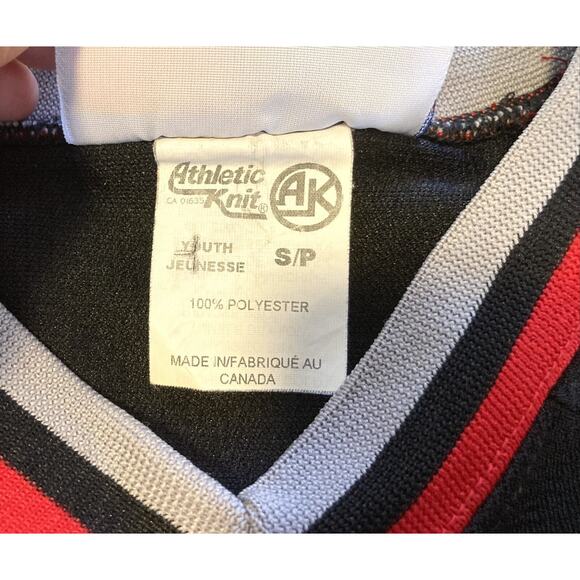 Athletic
Knit®
CA 01635
AK
YOUTH
JEUNESSE
S/P
100% POLYESTER
MADE IN/FABRIQUÉ AU
CANADA